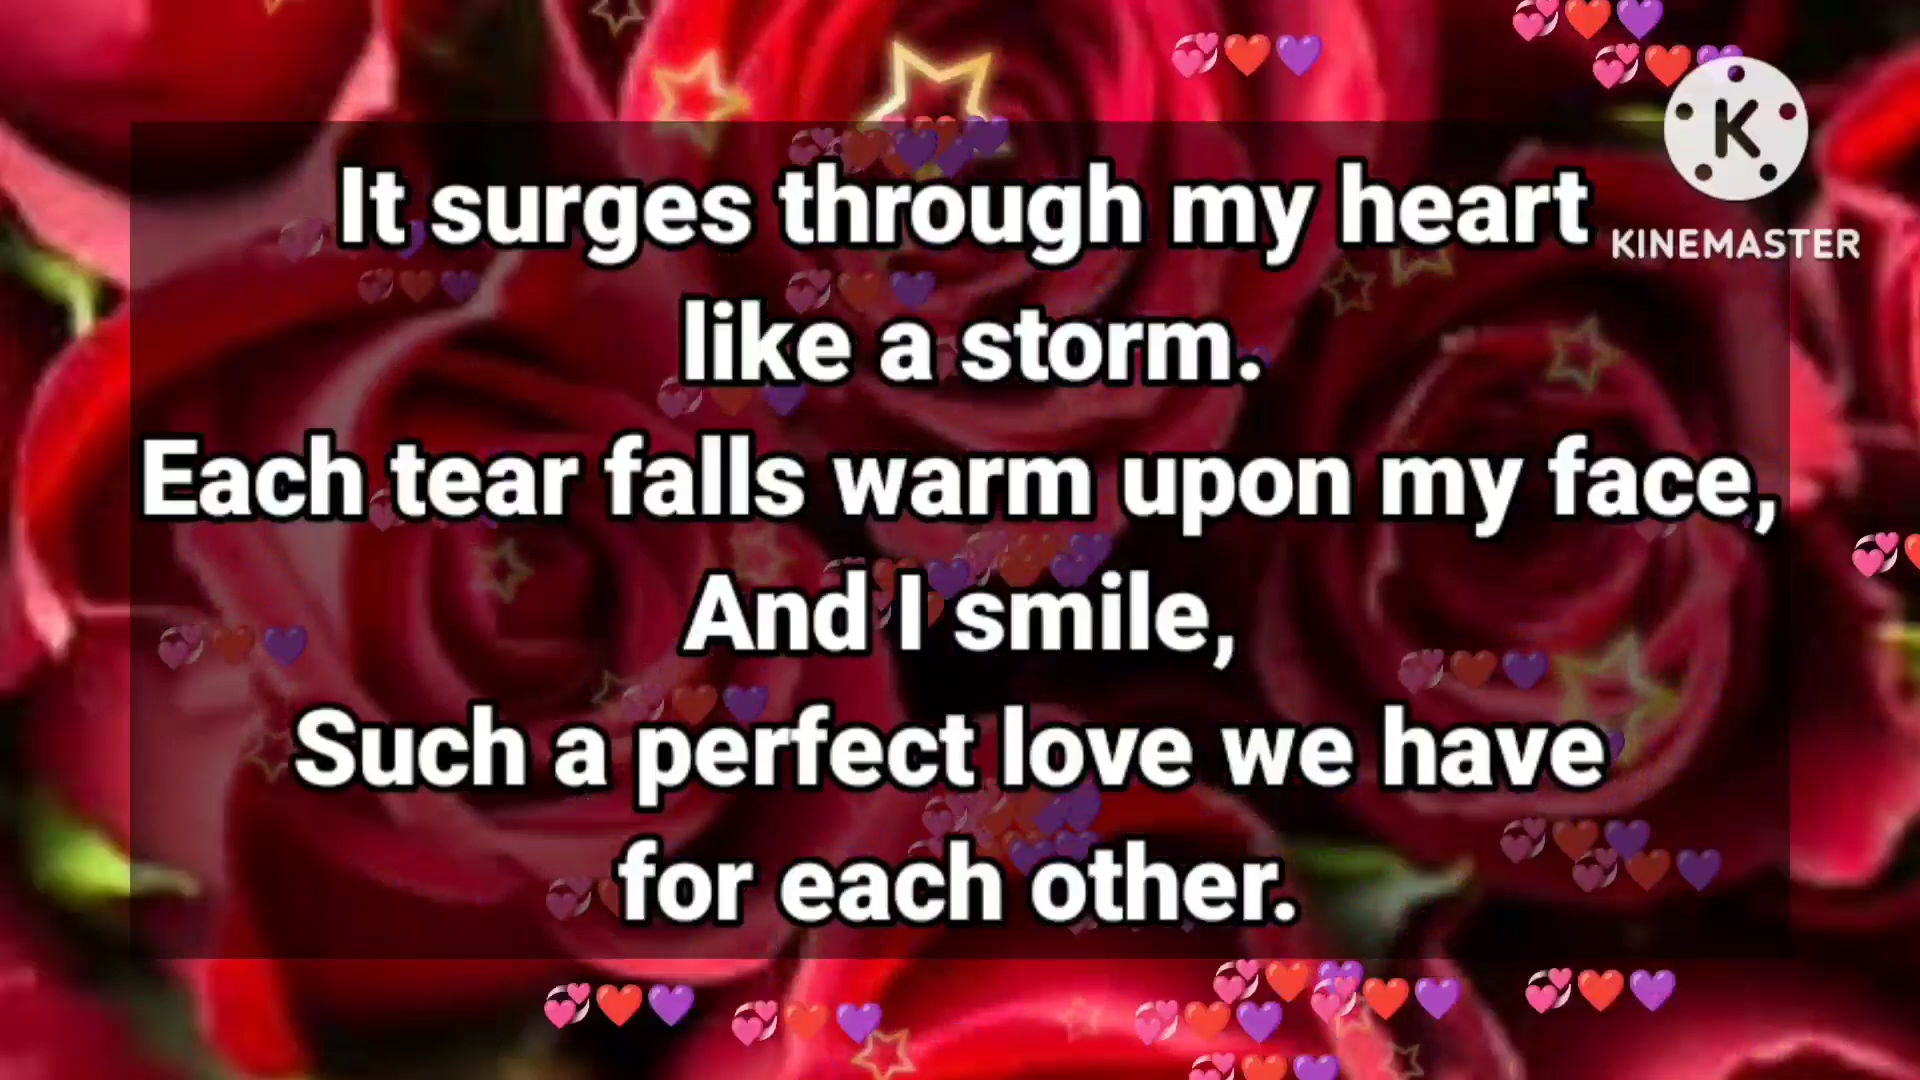 It surges through my heart
like a storm.
Each tear falls warm upon my face,
And I smile,
Such a perfect love we have
for each other.
K
KINEMASTER